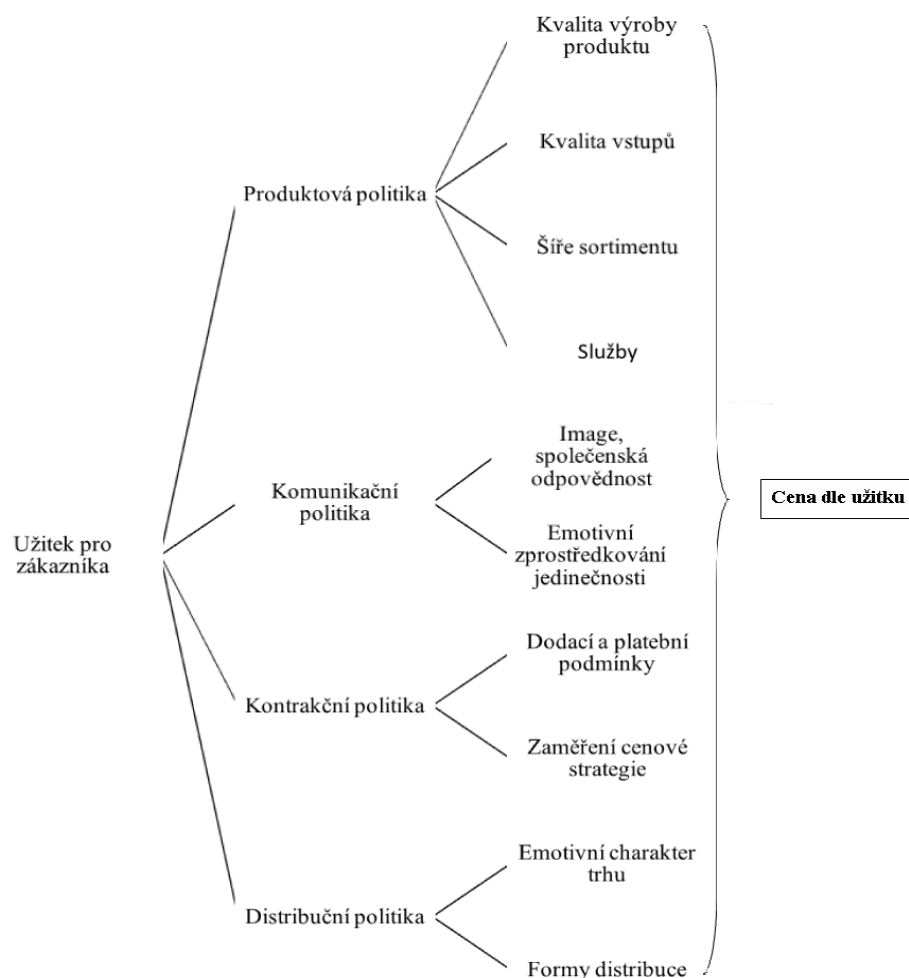 Kvalita výroby
produktu
Kvalita vstupů
Produktová politika
Šíře sortimentu
Služby
Image,
společenská
odpovědnost
Komunikační
politika
Cena dle užitku
Emotivní
zprostředkování
jedinečnosti
Užitek pro
zákazníka
Dodací a platební
podmínky
Kontrakční politika
Zaměření cenové
strategie
Emotivní charakter
trhu
Distribuční politika
Formy distribuce